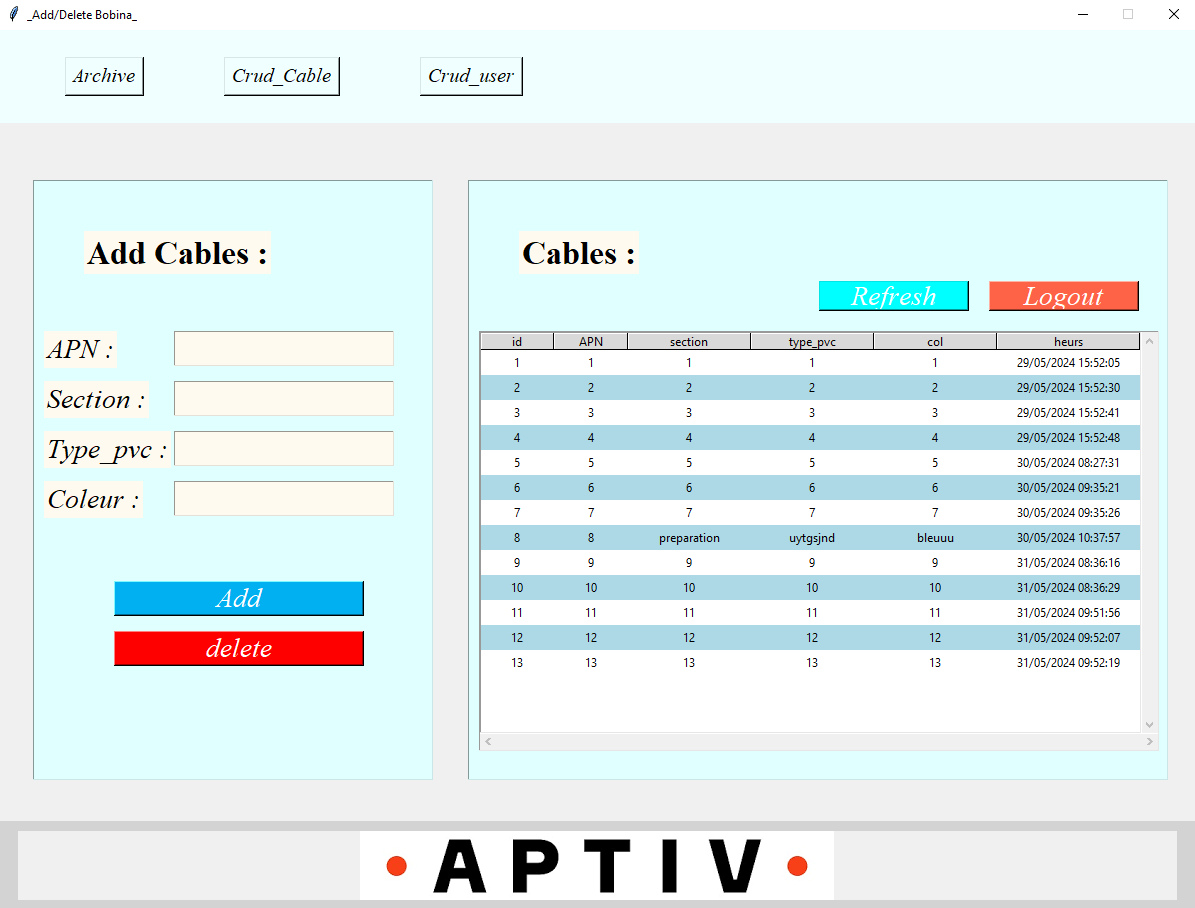 _Add/Delete Bobina_
Archive Crud_Cable Crud_user
Add Cables :
APN :
Section :
Type_pvc :
Coleur :
Add
delete
Cables :
Refresh Logout
id APN section type_pvc col heurs
1 1 1 1 1 29/05/2024 15:52:05
2 2 2 2 2 29/05/2024 15:52:30
3 3 3 3 3 29/05/2024 15:52:41
4 4 4 4 4 29/05/2024 15:52:48
5 5 5 5 5 30/05/2024 08:27:31
6 6 6 6 6 30/05/2024 09:35:21
7 7 7 7 7 30/05/2024 09:35:26
8 8 preparation uytgsjnd bleuuu 30/05/2024 10:37:57
9 9 9 9 9 31/05/2024 08:36:16
10 10 10 10 10 31/05/2024 08:36:29
11 11 11 11 11 31/05/2024 09:51:56
12 12 12 12 12 31/05/2024 09:52:07
13 13 13 13 13 31/05/2024 09:52:19
• APTIV •